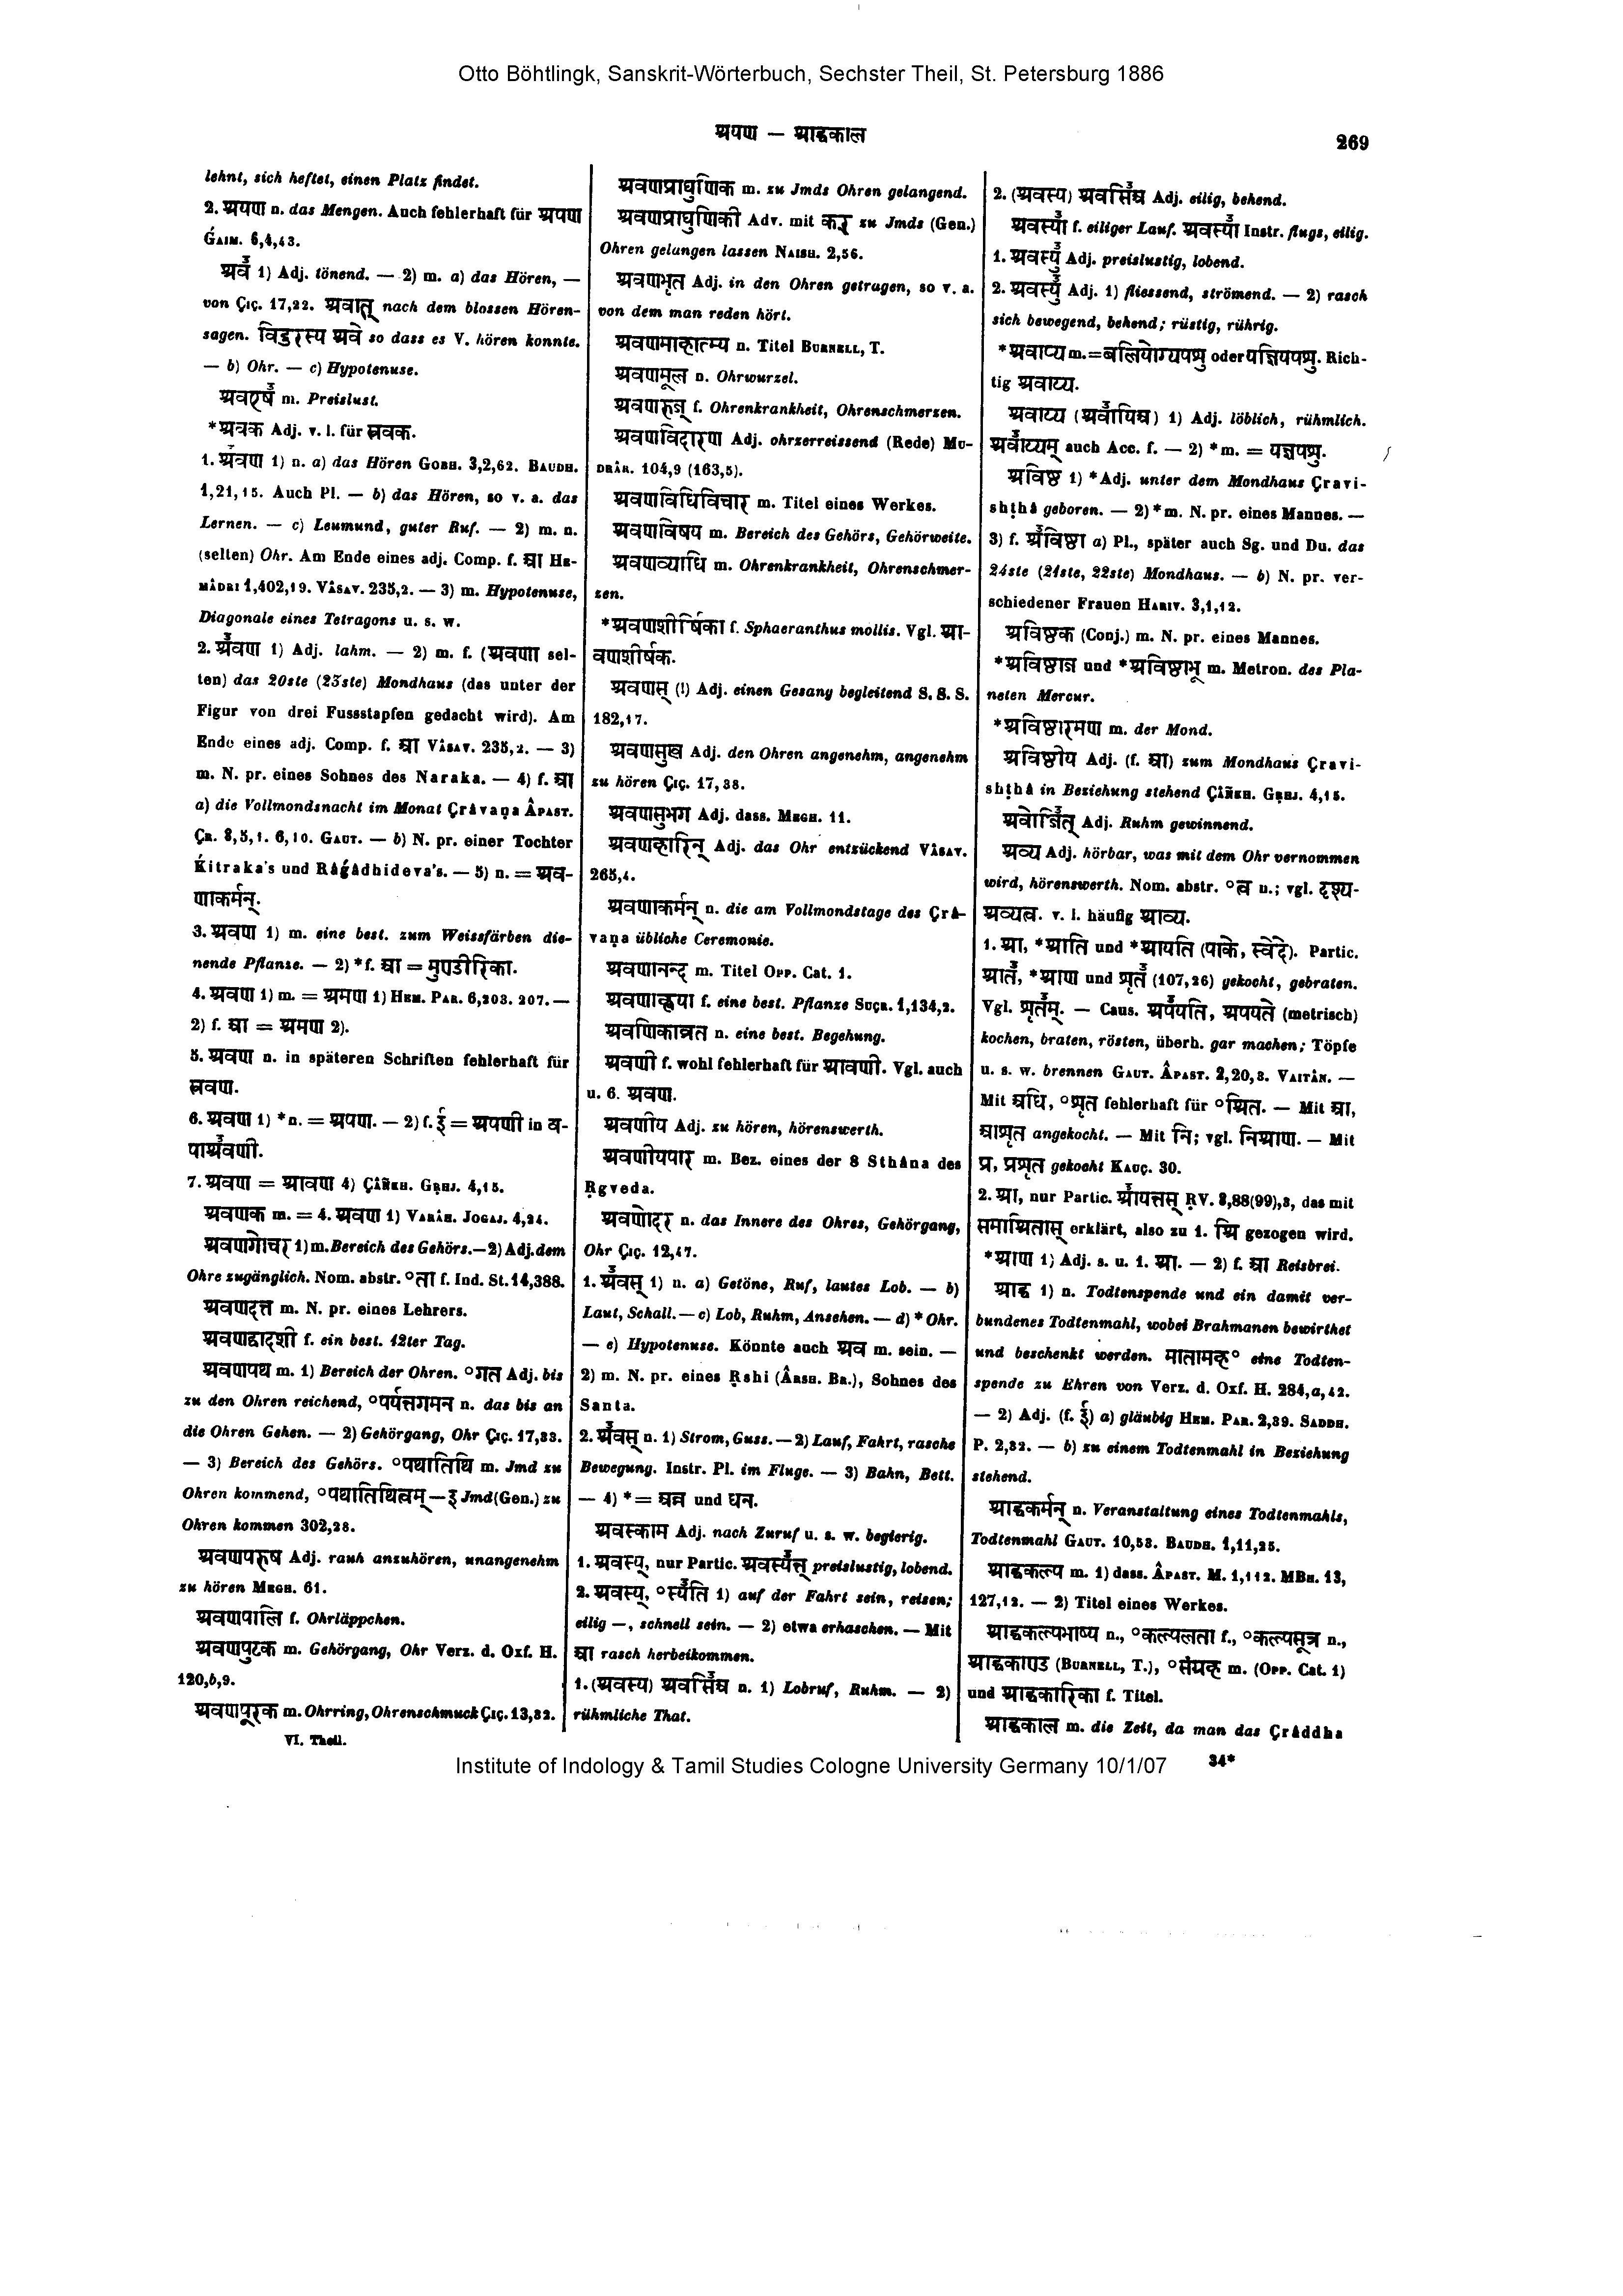 Otto Böhtlingk, Sanskrit-Wörterbuch, Sechster Theil, St. Petersburg 1886
श्रयण — श्राद्धकाल
269
lehnt, sich heftet, einen Platz findet.
2. श्रयण n. das Mengen. Auch fehlerhaft für श्रपण
Ǵaim. 6,4,43.
श्रव 1) Adj. tönend. — 2) m. a) das Hören, —
von Çiç. 17,22. श्रवात् nach dem blossen Hören-
sagen. विदुरस्य श्रवे so dass es V. hören konnte.
— b) Ohr. — c) Hypotenuse.
श्रवएष m. Preislust.
*श्रवक Adj. v. l. für स्रवक.
1. श्रवण 1) n. a) das Hören Gobh. 3,2,62. Baudh.
1,21,15. Auch Pl. — b) das Hören, so v. a. das
Lernen. — c) Leumund, guter Ruf. — 2) m. n.
(selten) Ohr. Am Ende eines adj. Comp. f. आ He-
mâdri 1,402,19. Vâsav. 235,2. — 3) m. Hypotenuse,
Diagonale eines Tetragons u. s. w.
2. श्रवण 1) Adj. lahm. — 2) m. f. (श्रवणा sel-
ten) das 20ste (23ste) Mondhaus (das unter der
Figur von drei Fussstapfen gedacht wird). Am
Ende eines adj. Comp. f. आ Vâsav. 235,2. — 3)
m. N. pr. eines Sohnes des Naraka. — 4) f. आ
a) die Vollmondsnacht im Monat Çrâvaṇa Âpast.
Çr. 8,5,1. 6,10. Gaut. — b) N. pr. einer Tochter
Ḱitraka's und Râǵâdhideva's. — 5) n. = श्रव-
णाकर्मन्.
3. श्रवण 1) m. eine best. zum Weissfärben die-
nende Pflanze. — 2) *f. आ = मुण्डीरिका.
4. श्रवण 1) m. = श्रमण 1) Hem. Par. 6,203. 207. —
2) f. आ = श्रमण 2).
5. श्रवण n. in späteren Schriften fehlerhaft für
स्रवण.
6. श्रवण 1) *n. = श्रपण. — 2) f. ई = श्रपणी in व-
पाश्रवणी.
7. श्रवण = श्रावण 4) Çâñkh. Gṛhj. 4,15.
श्रवणक m. = 4. श्रवण 1) Varâh. Jogaj. 4,24.
श्रवणगोचर 1) m. Bereich des Gehörs. — 2) Adj. dem
Ohre zugänglich. Nom. abstr. °ता f. Ind. St. 14,388.
श्रवणदत्त m. N. pr. eines Lehrers.
श्रवणद्वादशी f. ein best. 12ter Tag.
श्रवणपथ m. 1) Bereich der Ohren. °गत Adj. bis
zu den Ohren reichend, °पर्यन्तगमन n. das bis an
die Ohren Gehen. — 2) Gehörgang, Ohr Çiç. 17,33.
— 3) Bereich des Gehörs. °पथातिथि m. Jmd zu
Ohren kommend, °पथातिथित्वम् — इ Jmd (Gen.) zu
Ohren kommen 302,28.
श्रवणपरुष Adj. rauh anzuhören, unangenehm
zu hören Megh. 61.
श्रवणपालि f. Ohrläppchen.
श्रवणपुटक m. Gehörgang, Ohr Verz. d. Oxf. H.
120,b,9.
श्रवणपूरक m. Ohrring, Ohrenschmuck Çiç. 13,32.
VI. Theil.
श्रवणप्राघुणिक m. zu Jmds Ohren gelangend.
श्रवणप्राघुणिकी Adv. mit कर् zu Jmds (Gen.)
Ohren gelangen lassen Naish. 2,56.
श्रवणभृत Adj. in den Ohren getragen, so v. a.
von dem man reden hört.
श्रवणमाहात्म्य n. Titel Burnell, T.
श्रवणमूल n. Ohrwurzel.
श्रवणरुज् f. Ohrenkrankheit, Ohrenschmerzen.
श्रवणविदारण Adj. ohrzerreissend (Rede) Mu-
drâr. 104,9 (163,5).
श्रवणविधिविचार m. Titel eines Werkes.
श्रवणविषय m. Bereich des Gehörs, Gehörweite.
श्रवणव्याधि m. Ohrenkrankheit, Ohrenschmer-
zen.
*श्रवणशीर्षिका f. Sphaeranthus mollis. Vgl. श्रा-
वणशीर्षक.
श्रवणस् (!) Adj. einen Gesang begleitend S. S. S.
182,17.
श्रवणसुख Adj. den Ohren angenehm, angenehm
zu hören Çiç. 17,38.
श्रवणसुभग Adj. dass. Megh. 11.
श्रवणहारिन् Adj. das Ohr entzückend Vâsav.
265,4.
श्रवणाकर्मन् n. die am Vollmondstage des Çrâ-
vaṇa übliche Ceremonie.
श्रवणानन्द m. Titel Opp. Cat. 1.
श्रवणाह्वया f. eine best. Pflanze Suçr. 1,134,2.
श्रवणिकाव्रत n. eine best. Begehung.
श्रवणी f. wohl fehlerhaft für श्रावणी. Vgl. auch
u. 6. श्रवण.
श्रवणीय Adj. zu hören, hörenswerth.
श्रवणीयपार m. Bez. eines der 8 Sthâna des
Ṛgveda.
श्रवणोदर n. das Innere des Ohres, Gehörgang,
Ohr Çiç. 12,47.
1. श्रवस् 1) n. a) Getöne, Ruf, lautes Lob. — b)
Laut, Schall. — c) Lob, Ruhm, Ansehen. — d) *Ohr.
— e) Hypotenuse. Könnte auch श्रव m. sein. —
2) m. N. pr. eines Ṛshi (Ârsh. Br.), Sohnes des
Santa.
2. श्रवस् n. 1) Strom, Guss. — 2) Lauf, Fahrt, rasche
Bewegung. Instr. Pl. im Fluge. — 3) Bahn, Bett.
— 4) *= अन्न und धन.
श्रवस्काम Adj. nach Zuruf u. s. w. begierig.
1. श्रवस्य्, nur Partic. श्रवस्यन्त् preislustig, lobend.
2. श्रवस्य्, °स्यति 1) auf der Fahrt sein, reisen;
eilig —, schnell sein. — 2) etwa erhaschen. — Mit
आ rasch herbeikommen.
1. (श्रवस्य) श्रवसिअ n. 1) Lobruf, Ruhm. — 2)
rühmliche That.
2. (श्रवस्य) श्रवसिअ Adj. eilig, behend.
श्रवस्या f. eiliger Lauf. श्रवस्या Instr. flugs, eilig.
1. श्रवस्यु Adj. preislustig, lobend.
2. श्रवस्यु Adj. 1) fliessend, strömend. — 2) rasch
sich bewegend, behend; rüstig, rührig.
*श्रवाप्य m. = बलियोग्यपशु oder यज्ञियपशु. Rich-
tig श्रवाय्य.
श्रवाय्य (श्रवायिअ) 1) Adj. löblich, rühmlich.
श्रवाय्यम् auch Acc. f. — 2) *m. = यज्ञपशु.
श्रविष्ठ 1) *Adj. unter dem Mondhaus Çravi-
shṭhâ geboren. — 2) *m. N. pr. eines Mannes. —
3) f. श्रविष्ठा a) Pl., später auch Sg. und Du. das
24ste (21ste, 22ste) Mondhaus. — b) N. pr. ver-
schiedener Frauen Hariv. 3,1,12.
श्रविष्ठक (Conj.) m. N. pr. eines Mannes.
*श्रविष्ठाज und *श्रविष्ठाभू m. Metron. des Pla-
neten Mercur.
*श्रविष्ठारमण m. der Mond.
श्रविष्ठीय Adj. (f. आ) zum Mondhaus Çravi-
shṭhâ in Beziehung stehend Çâñkh. Gṛhj. 4,15.
श्रवोजित् Adj. Ruhm gewinnend.
श्रव्य Adj. hörbar, was mit dem Ohr vernommen
wird, hörenswerth. Nom. abstr. °त्व n.; vgl. दृश्य-
श्रव्यत्व. v. l. häufig श्राव्य.
1. श्रा, *श्राति und *श्रायति (पाके, स्वेदे). Partic.
श्रात, *श्राण und शृत (107,26) gekocht, gebraten.
Vgl. शृतम्. — Caus. श्रपयति, श्रपयते (metrisch)
kochen, braten, rösten, überh. gar machen; Töpfe
u. s. w. brennen Gaut. Âpast. 2,20,3. Vaitân. —
Mit अधि, °शृत fehlerhaft für °श्रित. — Mit आ,
आशृत angekocht. — Mit नि; vgl. निश्राण. — Mit
प्र, प्रशृत gekocht Kauç. 30.
2. श्रा, nur Partic. श्रायन्तस् ṚV. 8,88(99),3, das mit
समाश्रितास् erklärt, also zu 1. श्रि gezogen wird.
*श्राण 1) Adj. s. u. 1. श्रा. — 2) f. आ Reisbrei.
श्राद्ध 1) n. Todtenspende und ein damit ver-
bundenes Todtenmahl, wobei Brahmanen bewirthet
und beschenkt werden. मातामह° eine Todten-
spende zu Ehren von Verz. d. Oxf. H. 284,a,42.
— 2) Adj. (f. ई) a) gläubig Hem. Par. 2,39. Saddh.
P. 2,32. — b) zu einem Todtenmahl in Beziehung
stehend.
श्राद्धकर्मन् n. Veranstaltung eines Todtenmahls,
Todtenmahl Gaut. 10,53. Baudh. 1,11,25.
श्राद्धकल्प m. 1) dass. Âpast. M. 1,112. MBh. 13,
127,12. — 2) Titel eines Werkes.
श्राद्धकल्पभाष्य n., °कल्पलता f., °कल्पसूत्र n.,
श्राद्धकाण्ड (Burnell, T.), °संग्रह m. (Opp. Cat. 1)
und श्राद्धकारिका f. Titel.
श्राद्धकाल m. die Zeit, da man das Çrâddha
34*
Institute of Indology & Tamil Studies Cologne University Germany 10/1/07